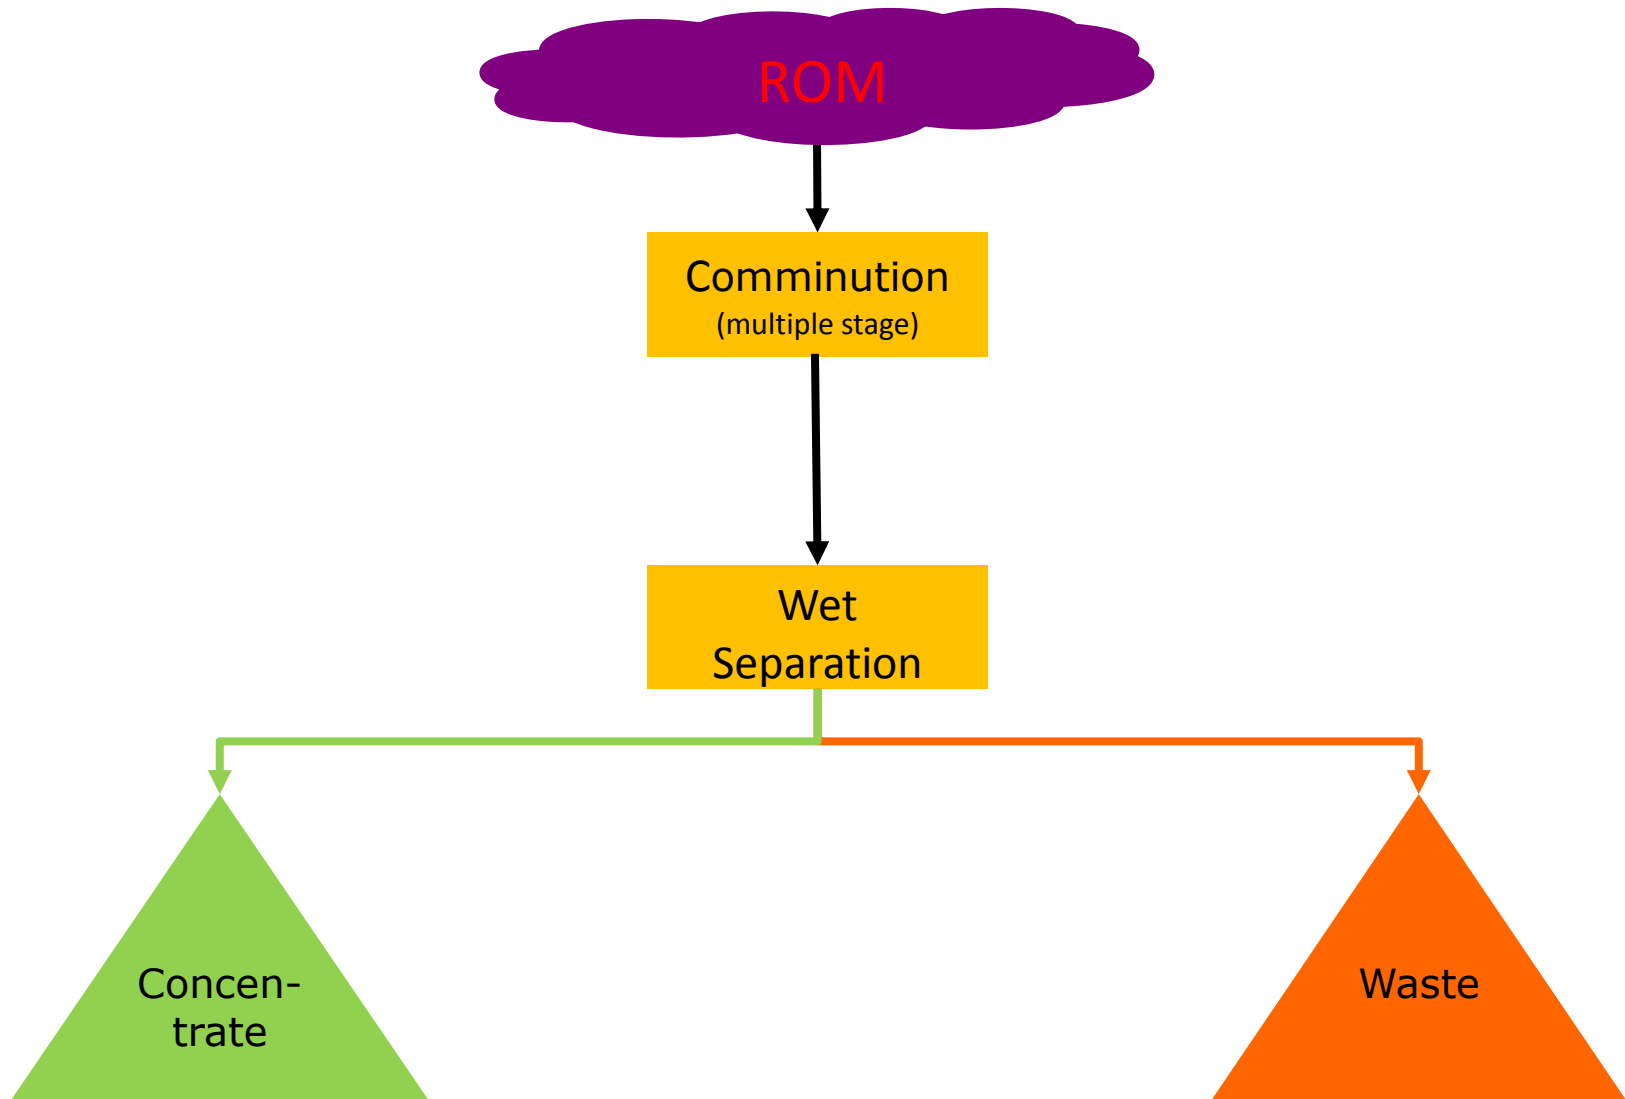 ROM
Comminution
(multiple stage)
Wet
Separation
Concen-
trate
Waste